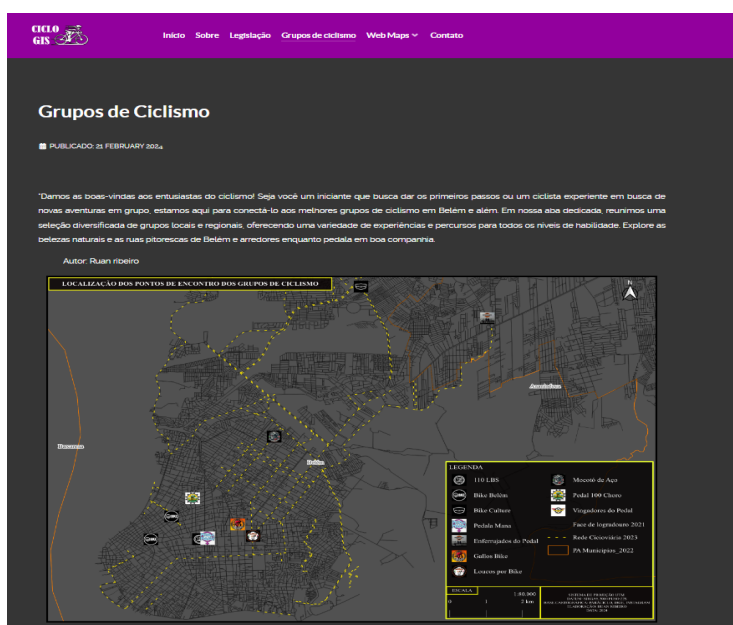 CICLO
GIS
Início Sobre Legislação Grupos de ciclismo Web Maps Contato
Grupos de Ciclismo
PUBLICADO: 21 FEBRUARY 2024
"Damos as boas-vindas aos entusiastas do ciclismo! Seja você um iniciante que busca dar os primeiros passos ou um ciclista experiente em busca de
novas aventuras em grupo, estamos aqui para conectá-lo aos melhores grupos de ciclismo em Belém e além. Em nossa aba dedicada, reunimos uma
seleção diversificada de grupos locais e regionais, oferecendo uma variedade de experiências e percursos para todos os níveis de habilidade. Explore as
belezas naturais e as ruas pitorescas de Belém e arredores enquanto pedala em boa companhia.
Autor: Ruan ribeiro
LOCALIZAÇÃO DOS PONTOS DE ENCONTRO DOS GRUPOS DE CICLISMO
N
Ananindeua
Belém
LEGENDA
110 LBS Mocotó de Aço
Bike Belém Pedal 100 Choro
Bike Culture Vingadores do Pedal
Pedala Mana Face de logradouro 2021
Enferrujados do Pedal Rede Cicloviária 2023
Gallos Bike PA Municipios_2022
Loucos por Bike
ESCALA 1:80.000
0 1 2 km